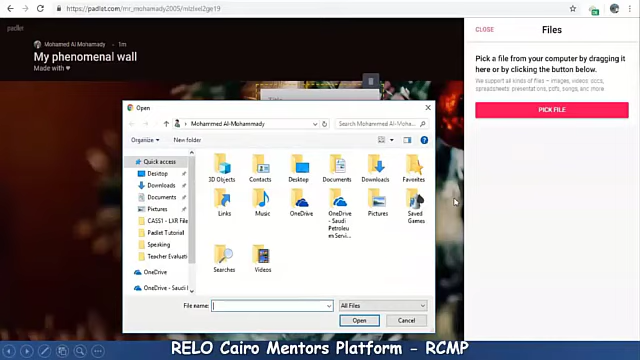 https://padlet.com/mr_mohamady2005/
padlet
Mohamed Al-Mohamady · 1m
My phenomenal wall
Made with ♥
Title
CLOSE
Files
Pick a file from your computer by dragging it
here or by clicking the button below.
We support all kinds of files – images, videos, docs,
spreadsheets, presentations, pdfs, songs, and more
PICK FILE
Open
Mohammed Al-Mohammady
Search Mohammed Al-Moha...
Organize
New folder
Quick access
Desktop
Downloads
Documents
Pictures
CASS1 - LXR File
Padlet Tutorial
Speaking
Teacher Evaluati
OneDrive
OneDrive - Saudi
3D Objects
Contacts
Desktop
Documents
Downloads
Favorites
Links
Music
OneDrive
OneDrive - Saudi Petroleum Servi...
Pictures
Saved Games
Searches
Videos
File name:
All Files
Open
Cancel
RELO Cairo Mentors Platform - RCMP